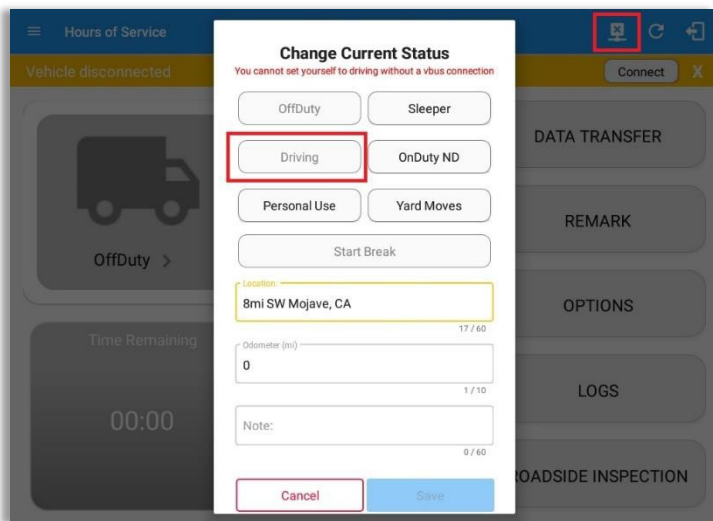 Hours of Service
Vehicle disconnected
Connect
X
Change Current Status
You cannot set yourself to driving without a vbus connection
OffDuty
Sleeper
Driving
OnDuty ND
Personal Use
Yard Moves
Start Break
Location:
8mi SW Mojave, CA
17 / 60
Odometer (mi)
0
1 / 10
Note:
0 / 60
Cancel
Save
OffDuty >
Time Remaining
00:00
DATA TRANSFER
REMARK
OPTIONS
LOGS
ROADSIDE INSPECTION